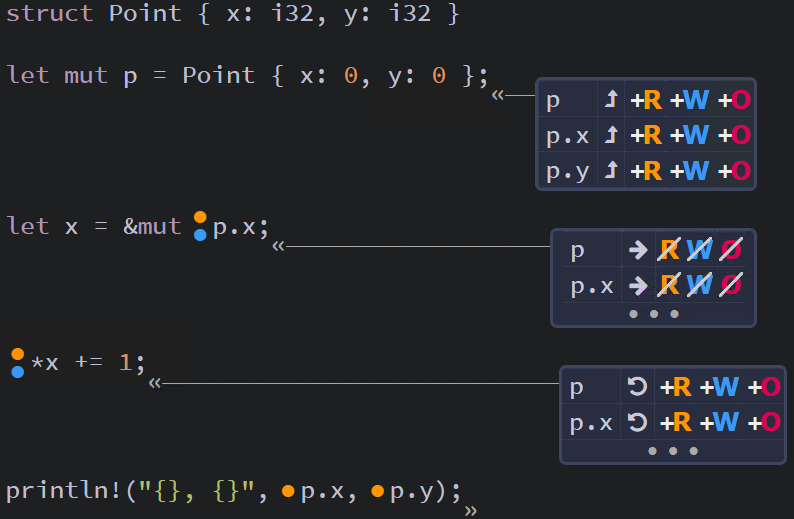 struct Point { x: i32, y: i32 }
let mut p = Point { x: 0, y: 0 };
«
p +R +W +O
p.x +R +W +O
p.y +R +W +O
let x = &mut p.x;
«
p R W O
p.x R W O
*x += 1;
«
p +R +W +O
p.x +R +W +O
println!("{}, {}", p.x, p.y);
»